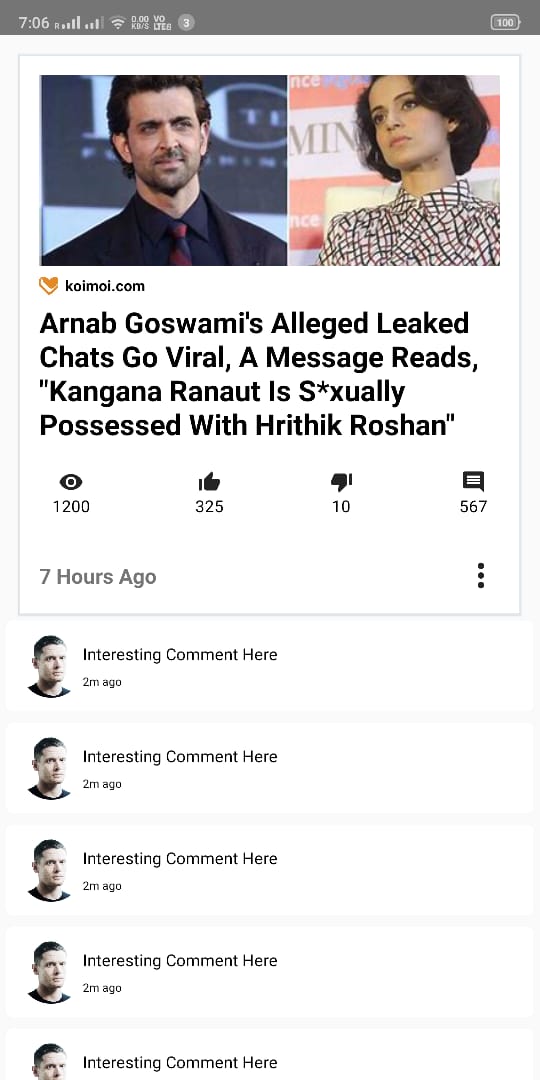 7:06 R 0.00 KB/S VO LTE 3 100
nce
MIN
nce
koimoi.com
Arnab Goswami's Alleged Leaked
Chats Go Viral, A Message Reads,
"Kangana Ranaut Is S*xually
Possessed With Hrithik Roshan"
1200 325 10 567
7 Hours Ago
Interesting Comment Here
2m ago
Interesting Comment Here
2m ago
Interesting Comment Here
2m ago
Interesting Comment Here
2m ago
Interesting Comment Here